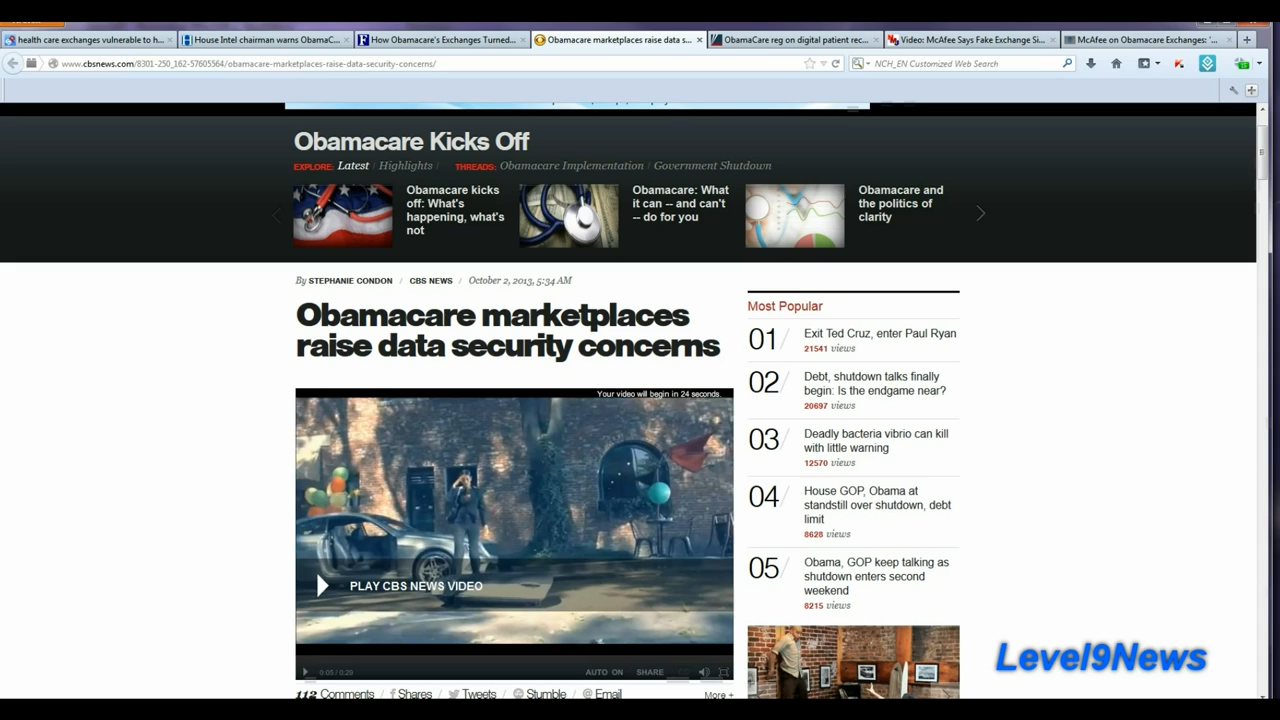 health care exchanges vulnerable to h...
House Intel chairman warns ObamaC...
How Obamacare's Exchanges Turned...
Obamacare marketplaces raise data s...
ObamaCare reg on digital patient rec...
Video: McAfee Says Fake Exchange Si...
McAfee on Obamacare Exchanges: '...
www.cbsnews.com/8301-250_162-57605564/obamacare-marketplaces-raise-data-security-concerns/
NCH_EN Customized Web Search
Obamacare Kicks Off
EXPLORE: Latest / Highlights / THREADS: Obamacare Implementation / Government Shutdown
Obamacare kicks
off: What's
happening, what's
not
Obamacare: What
it can -- and can't
-- do for you
Obamacare and
the politics of
clarity
By STEPHANIE CONDON / CBS NEWS / October 2, 2013, 5:34 AM
Obamacare marketplaces
raise data security concerns
Your video will begin in 24 seconds.
PLAY CBS NEWS VIDEO
0:05 / 0:29
AUTO ON SHARE
112 Comments / Shares / Tweets / Stumble / @ Email More +
Most Popular
01/ Exit Ted Cruz, enter Paul Ryan
21541 views
02/ Debt, shutdown talks finally
begin: Is the endgame near?
20697 views
03/ Deadly bacteria vibrio can kill
with little warning
12570 views
04/ House GOP, Obama at
standstill over shutdown, debt
limit
8628 views
05/ Obama, GOP keep talking as
shutdown enters second
weekend
8215 views
Level9News